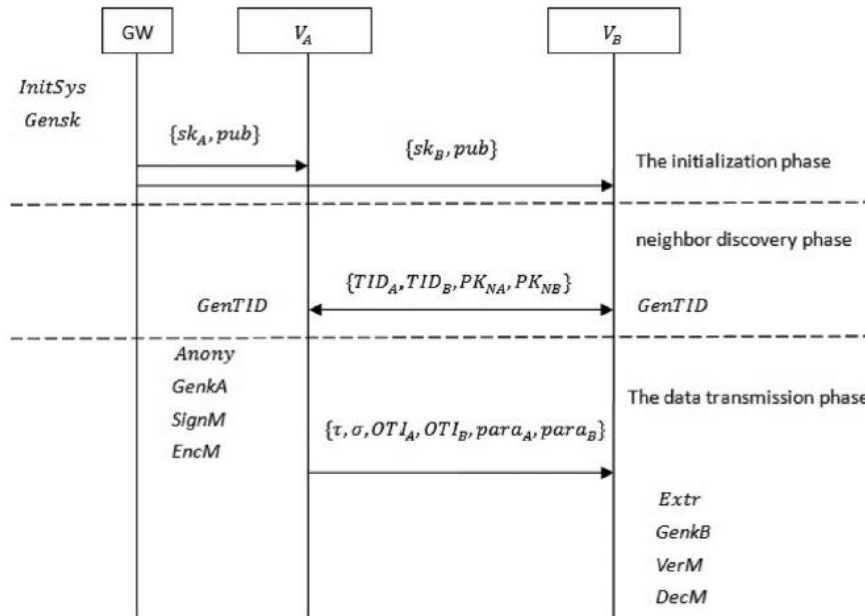 GW
V_A
V_B
InitSys
Gensk
{sk_A, pub}
{sk_B, pub}
The initialization phase
neighbor discovery phase
{TID_A, TID_B, PK_NA, PK_NB}
GenTID
GenTID
Anony
GenkA
SignM
EncM
The data transmission phase
{τ, σ, OTI_A, OTI_B, para_A, para_B}
Extr
GenkB
VerM
DecM